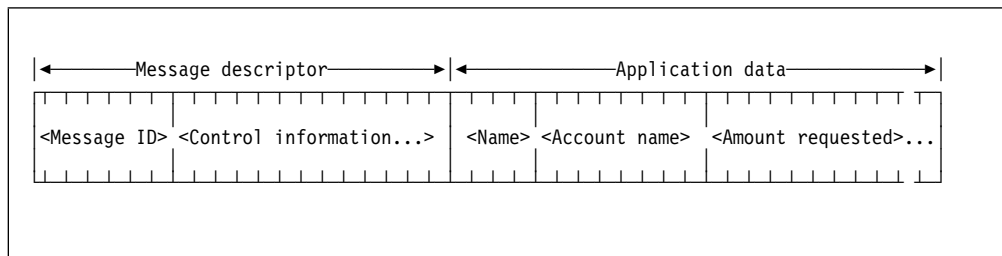 Message descriptor Application data
<Message ID> <Control information...> <Name> <Account name> <Amount requested>...